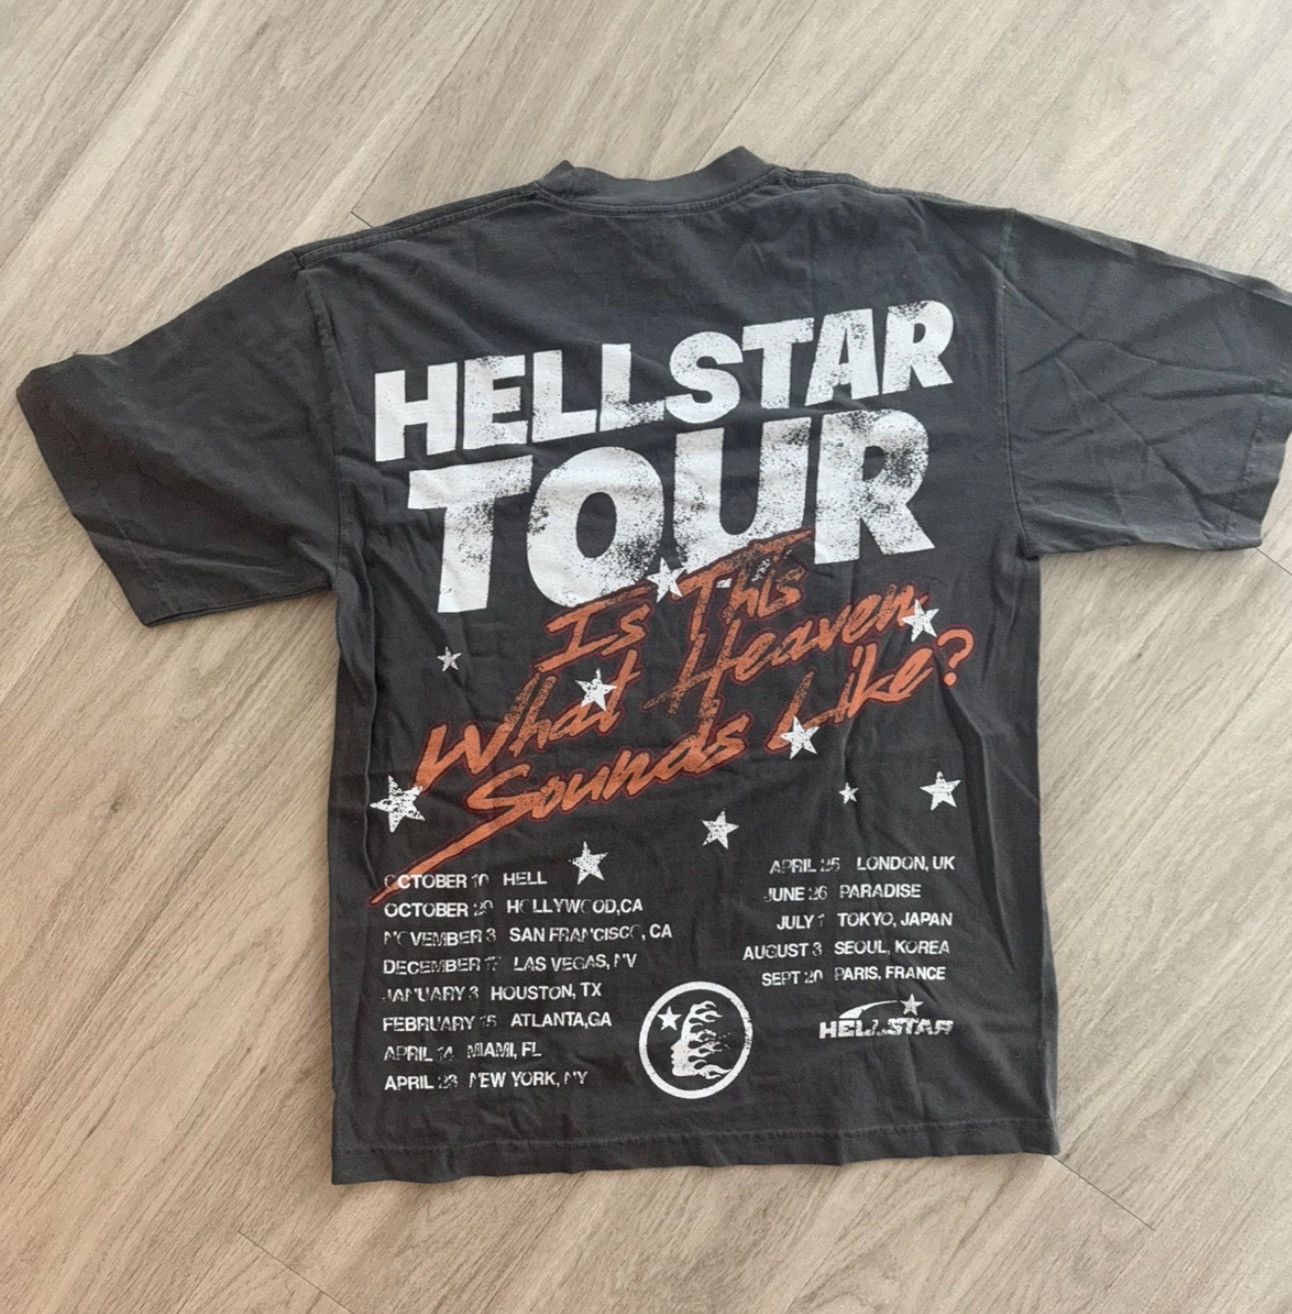 HELLSTAR
TOUR
Is This
What Heaven
Sounds Like?
OCTOBER 10 HELL
OCTOBER 29 HOLLYWOOD,CA
NOVEMBER 3 SAN FRANCISCO, CA
DECEMBER 17 LAS VEGAS, NV
JANUARY 3 HOUSTON, TX
FEBRUARY 15 ATLANTA,GA
APRIL 14 MIAMI, FL
APRIL 23 NEW YORK, NY
APRIL 25 LONDON, UK
JUNE 26 PARADISE
JULY 1 TOKYO, JAPAN
AUGUST 3 SEOUL, KOREA
SEPT 20 PARIS, FRANCE
HELLSTAR